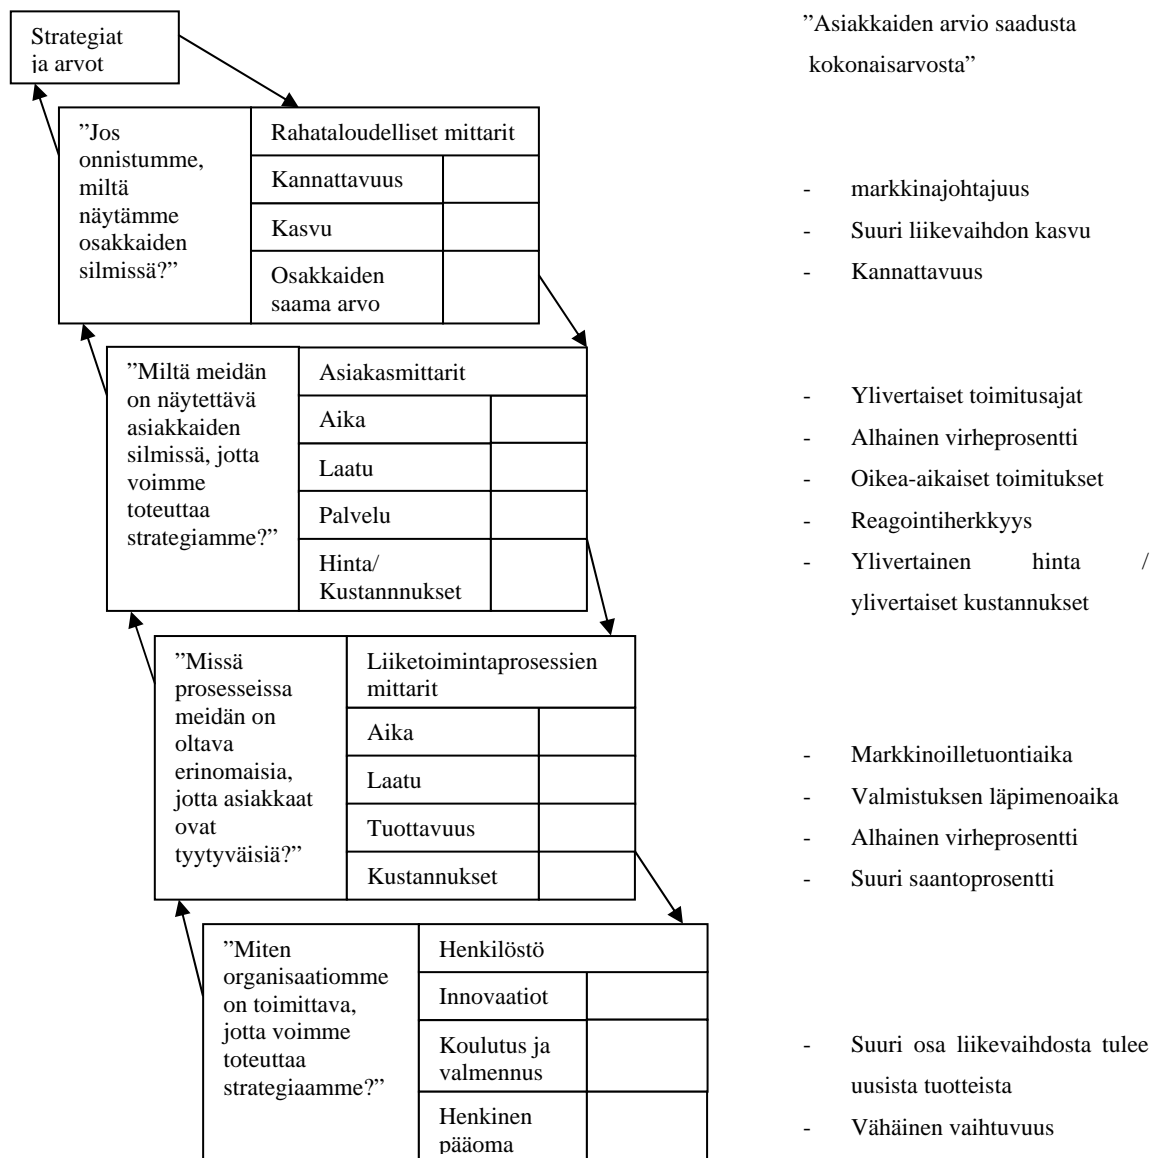 Strategiat
ja arvot
”Asiakkaiden arvio saadusta
kokonaisarvosta”
”Jos
onnistumme,
miltä
näytämme
osakkaiden
silmissä?”
Rahataloudelliset mittarit
Kannattavuus
Kasvu
Osakkaiden
saama arvo
- markkinajohtajuus
- Suuri liikevaihdon kasvu
- Kannattavuus
”Miltä meidän
on näytettävä
asiakkaiden
silmissä, jotta
voimme
toteuttaa
strategiamme?”
Asiakasmittarit
Aika
Laatu
Palvelu
Hinta/
Kustannnukset
- Ylivertaiset toimitusajat
- Alhainen virheprosentti
- Oikea-aikaiset toimitukset
- Reagointiherkkyys
- Ylivertainen hinta /
ylivertaiset kustannukset
”Missä
prosesseissa
meidän on
oltava
erinomaisia,
jotta asiakkaat
ovat
tyytyväisiä?”
Liiketoimintaprosessien
mittarit
Aika
Laatu
Tuottavuus
Kustannukset
- Markkinoilletuontiaika
- Valmistuksen läpimenoaika
- Alhainen virheprosentti
- Suuri saantoprosentti
”Miten
organisaatiomme
on toimittava,
jotta voimme
toteuttaa
strategiaamme?”
Henkilöstö
Innovaatiot
Koulutus ja
valmennus
Henkinen
pääoma
- Suuri osa liikevaihdosta tulee
uusista tuotteista
- Vähäinen vaihtuvuus